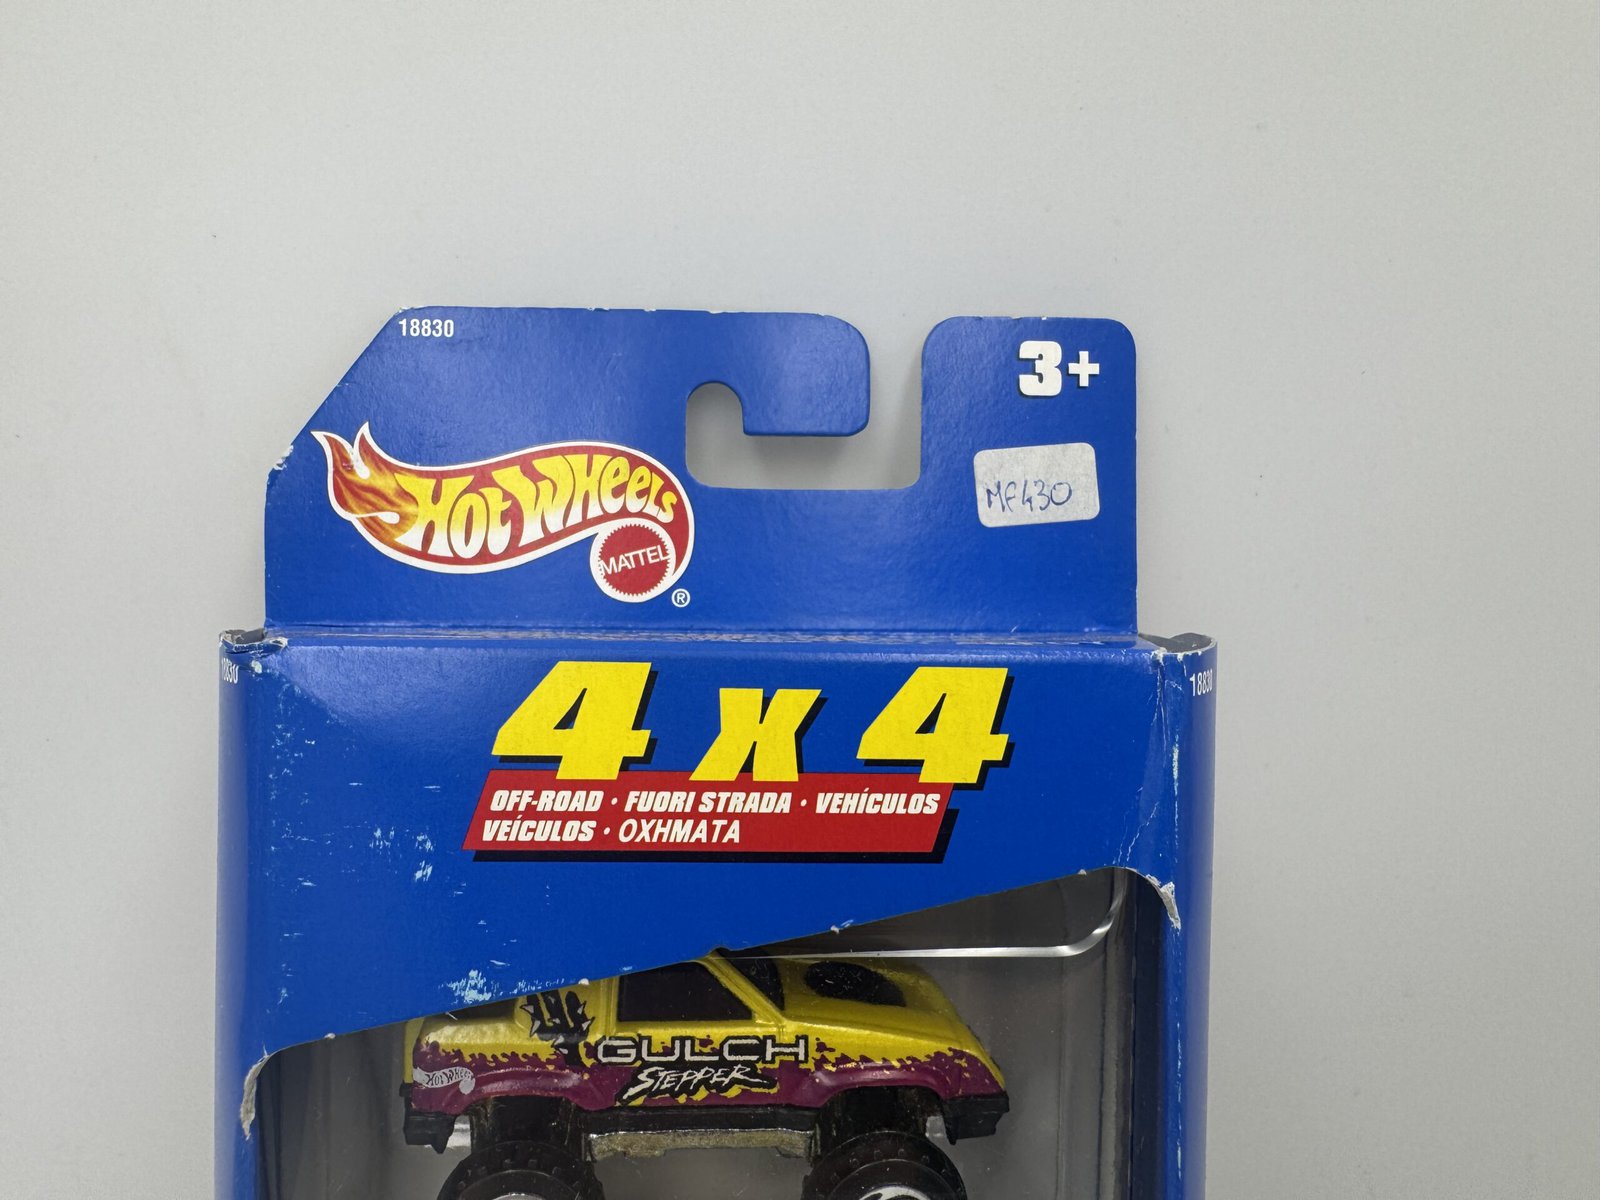 18830
3+
HOT WHEELS
MATTEL
®
MF430
18830
18830
4 x 4
OFF-ROAD · FUORI STRADA · VEHÍCULOS
VEÍCULOS · ΟΧΗΜΑΤΑ
GULCH
STEPPER
HOT WHEELS